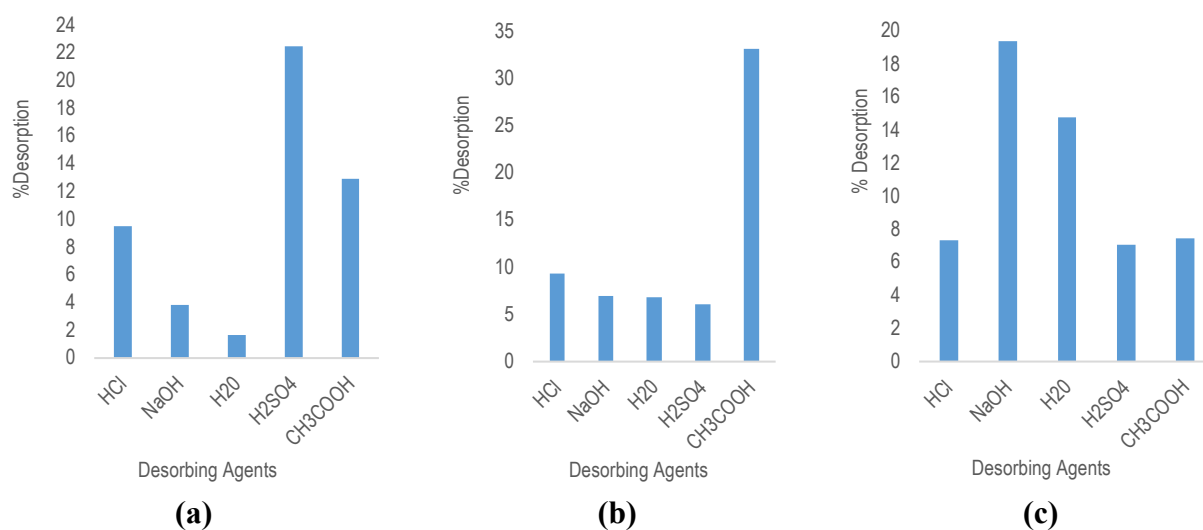 24
22
20
18
16
14
12
10
8
6
4
2
0
%Desorption
HCl
NaOH
H20
H2SO4
CH3COOH
Desorbing Agents
(a)
35
30
25
20
15
10
5
0
%Desorption
HCl
NaOH
H20
H2SO4
CH3COOH
Desorbing Agents
(b)
20
18
16
14
12
10
8
6
4
2
0
% Desorption
HCl
NaOH
H20
H2SO4
CH3COOH
Desorbing Agents
(c)